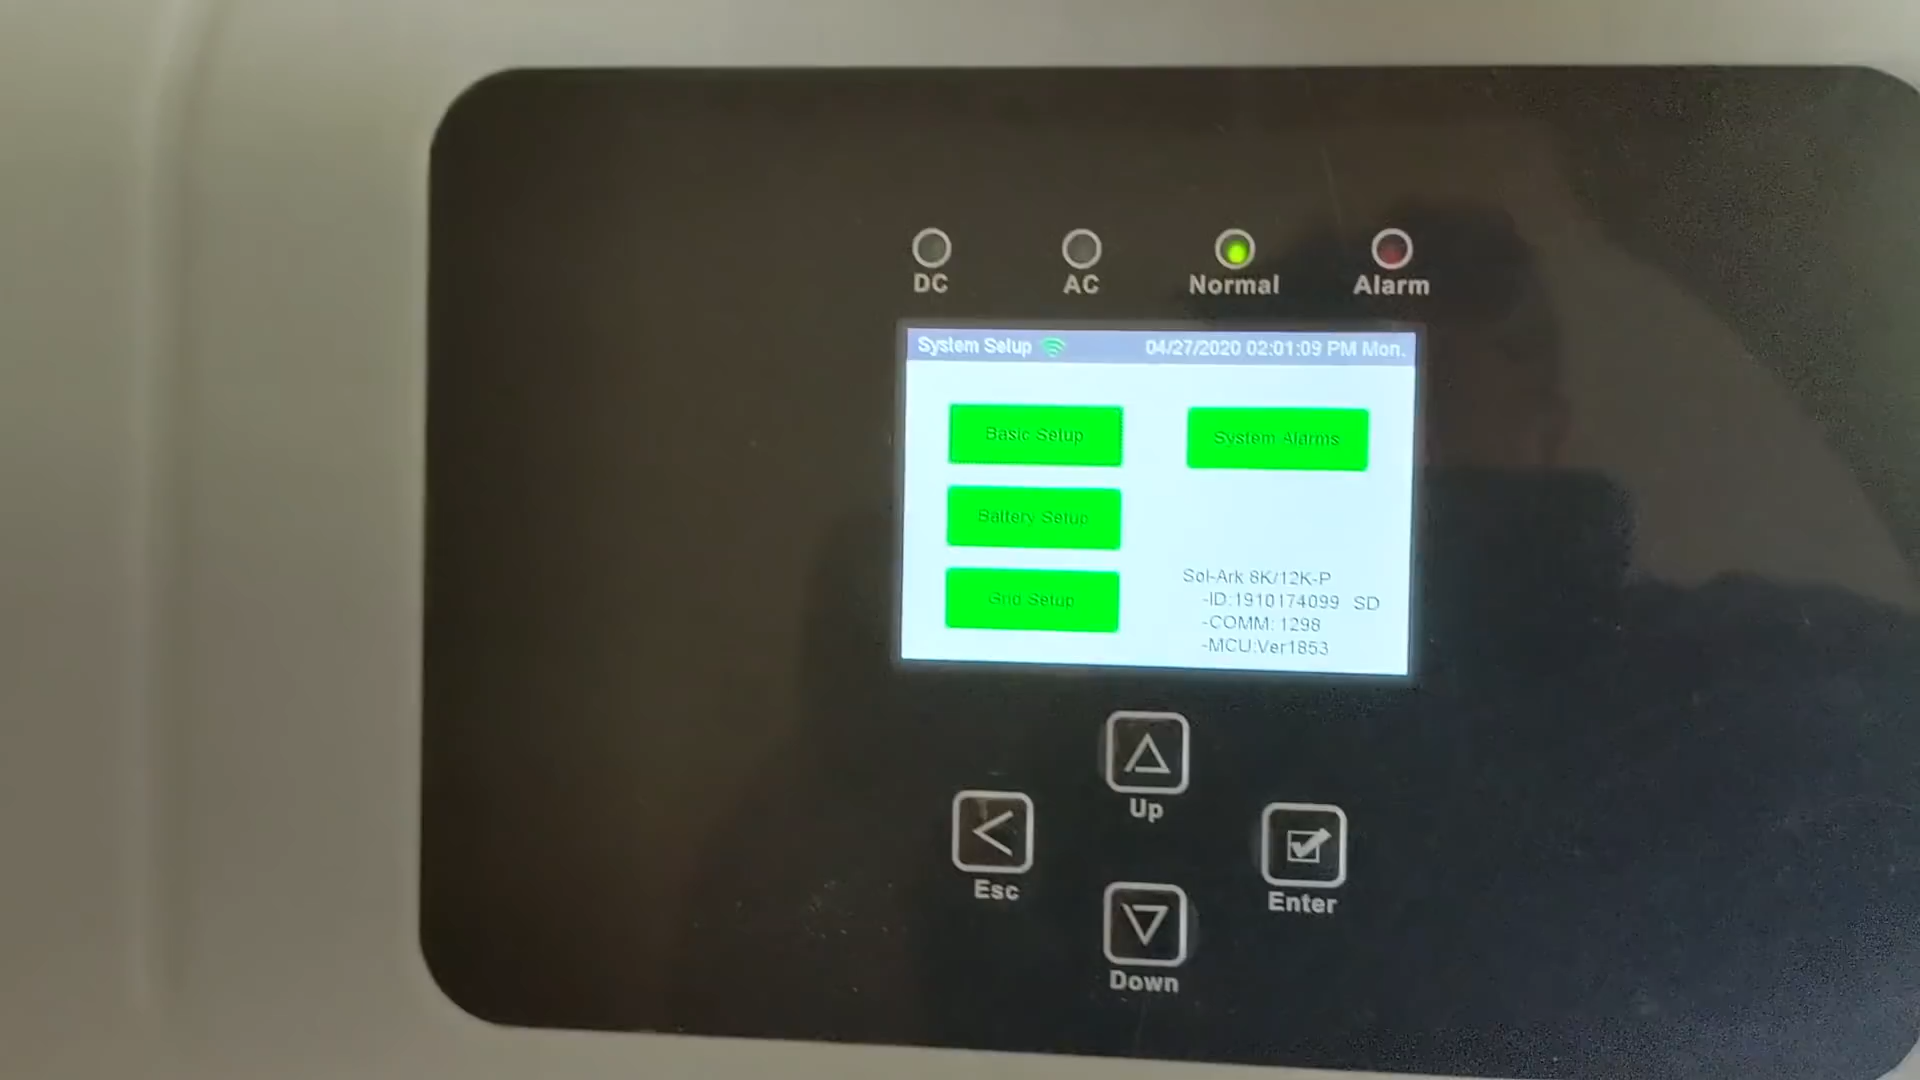 DC
AC
Normal
Alarm
System Setup 04/27/2020 02:01:09 PM Mon.
Basic Setup
System Alarms
Battery Setup
Grid Setup
Sol-Ark 8K/12K-P
-ID:1910174099 SD
-COMM: 1298
-MCU:Ver1853
Up
Esc
Enter
Down